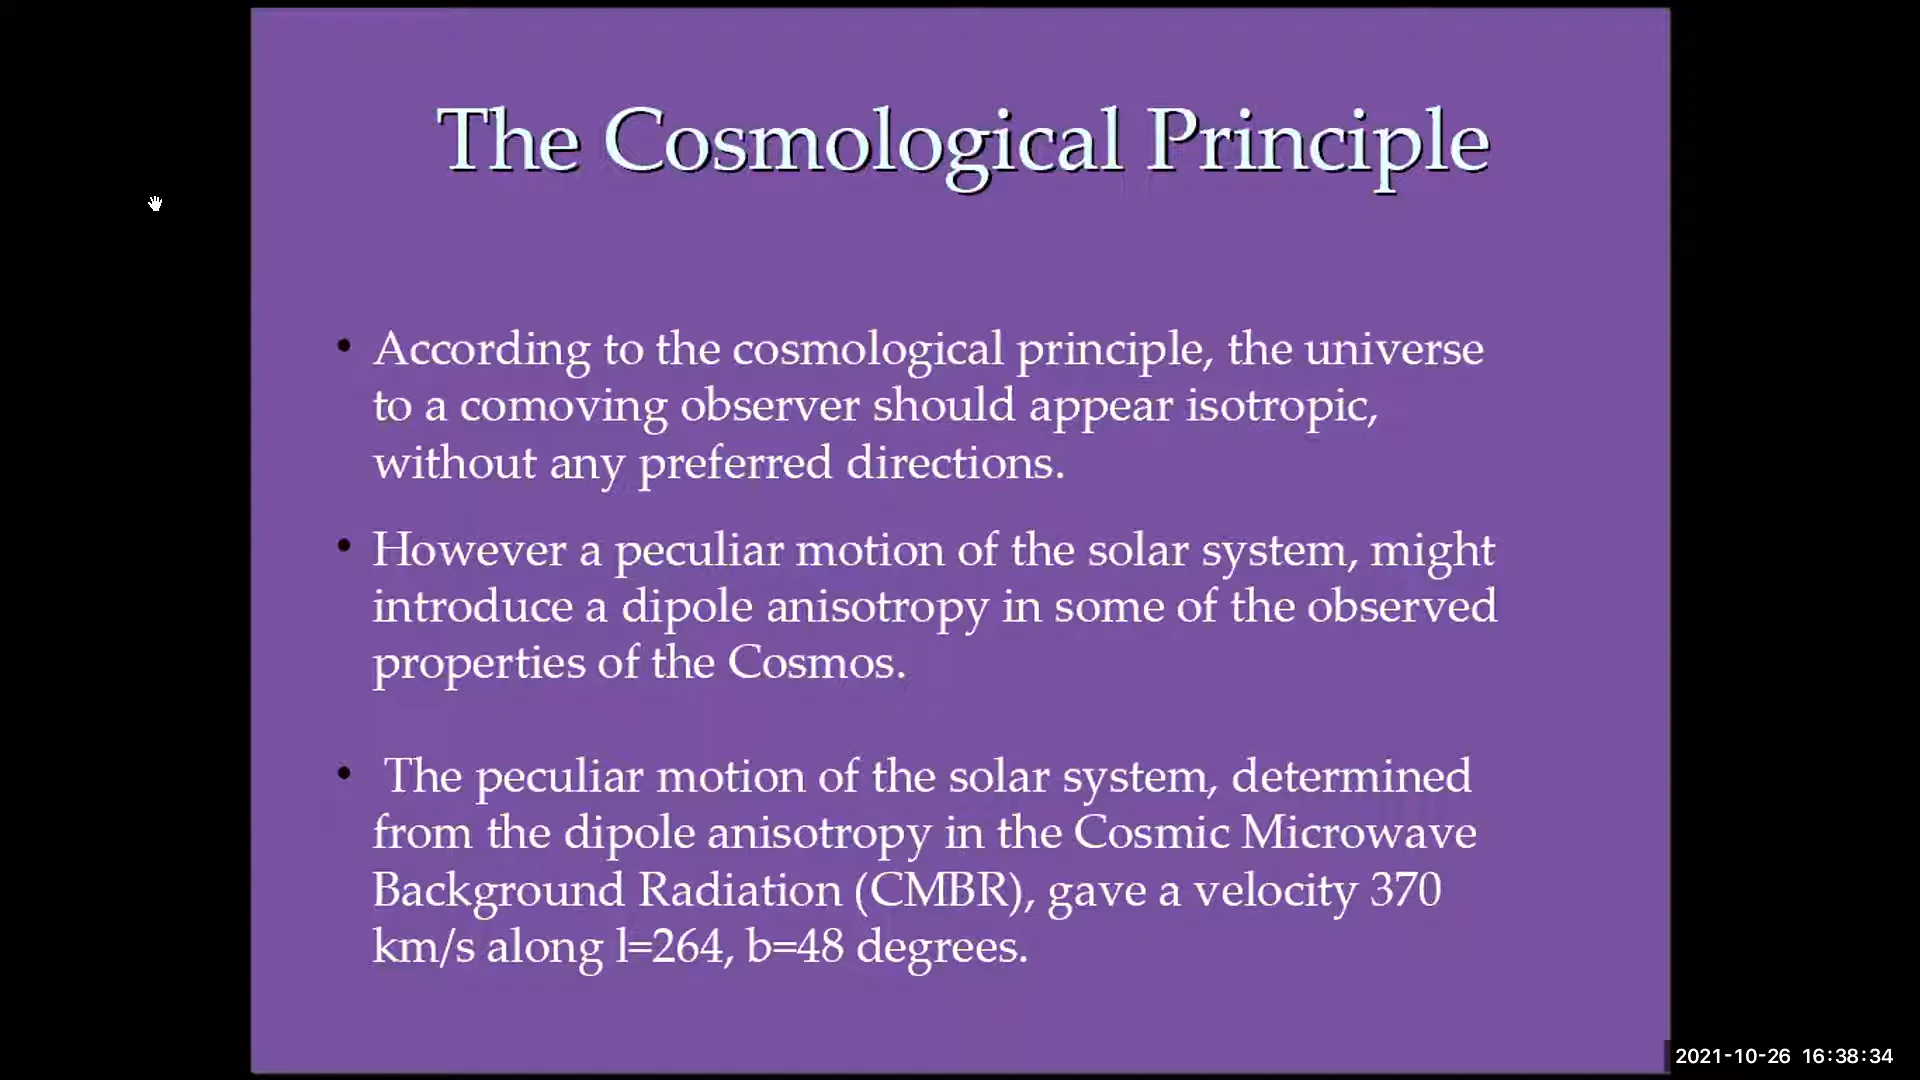 The Cosmological Principle
• According to the cosmological principle, the universe
to a comoving observer should appear isotropic,
without any preferred directions.
• However a peculiar motion of the solar system, might
introduce a dipole anisotropy in some of the observed
properties of the Cosmos.
• The peculiar motion of the solar system, determined
from the dipole anisotropy in the Cosmic Microwave
Background Radiation (CMBR), gave a velocity 370
km/s along l=264, b=48 degrees.
2021-10-26 16:38:34